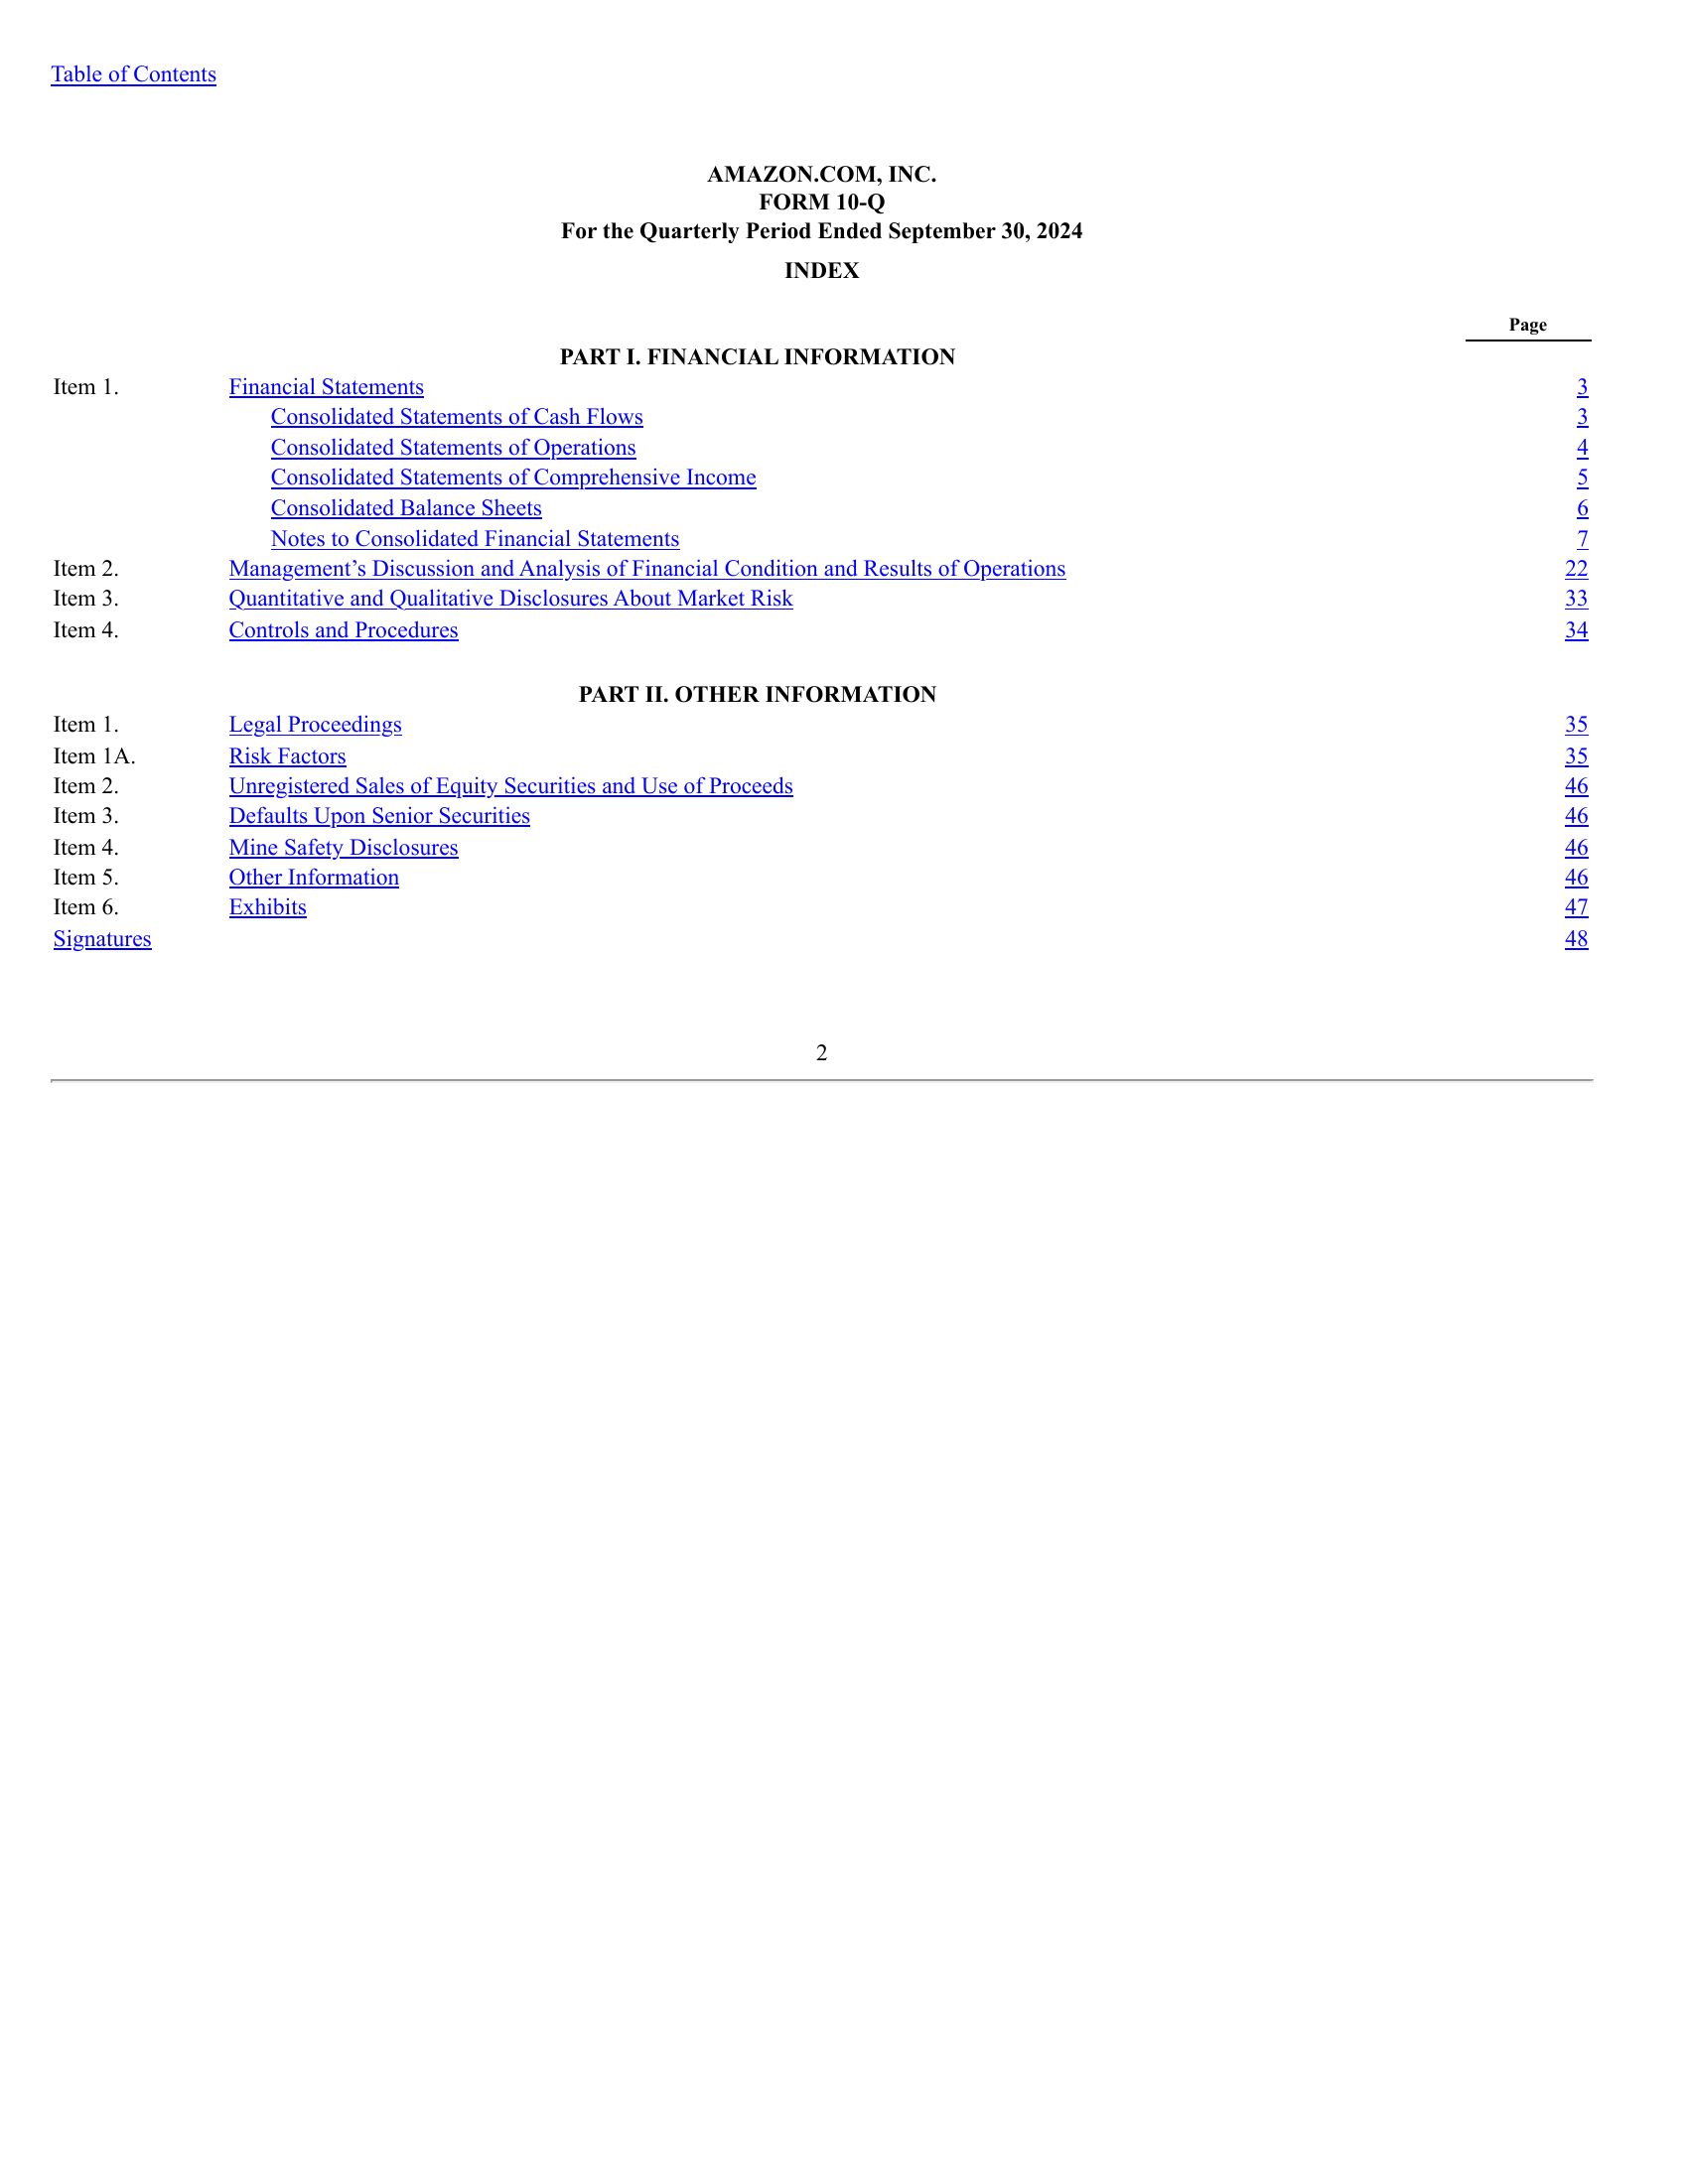 Table of Contents
AMAZON.COM, INC.
FORM 10-Q
For the Quarterly Period Ended September 30, 2024
INDEX
Page
PART I. FINANCIAL INFORMATION
Item 1. Financial Statements 3
Consolidated Statements of Cash Flows 3
Consolidated Statements of Operations 4
Consolidated Statements of Comprehensive Income 5
Consolidated Balance Sheets 6
Notes to Consolidated Financial Statements 7
Item 2. Management’s Discussion and Analysis of Financial Condition and Results of Operations 22
Item 3. Quantitative and Qualitative Disclosures About Market Risk 33
Item 4. Controls and Procedures 34
PART II. OTHER INFORMATION
Item 1. Legal Proceedings 35
Item 1A. Risk Factors 35
Item 2. Unregistered Sales of Equity Securities and Use of Proceeds 46
Item 3. Defaults Upon Senior Securities 46
Item 4. Mine Safety Disclosures 46
Item 5. Other Information 46
Item 6. Exhibits 47
Signatures 48
2